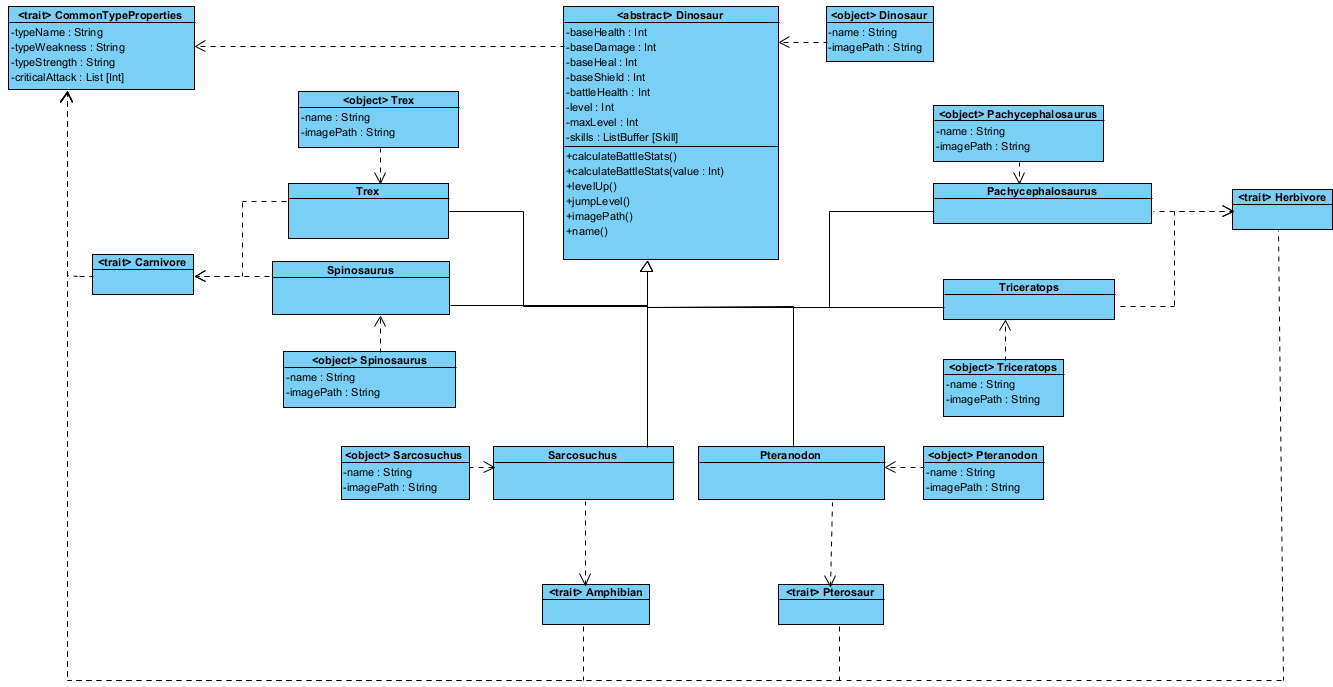 <trait> CommonTypeProperties
-typeName : String
-typeWeakness : String
-typeStrength : String
-criticalAttack : List [Int]
<abstract> Dinosaur
-baseHealth : Int
-baseDamage : Int
-baseHeal : Int
-baseShield : Int
-battleHealth : Int
-level : Int
-maxLevel : Int
-skills : ListBuffer [Skill]
+calculateBattleStats()
+calculateBattleStats(value : Int)
+levelUp()
+jumpLevel()
+imagePath()
+name()
<object> Dinosaur
-name : String
-imagePath : String
<object> Trex
-name : String
-imagePath : String
<object> Pachycephalosaurus
-name : String
-imagePath : String
Trex
Pachycephalosaurus
<trait> Herbivore
<trait> Carnivore
Spinosaurus
Triceratops
<object> Spinosaurus
-name : String
-imagePath : String
<object> Triceratops
-name : String
-imagePath : String
<object> Sarcosuchus
-name : String
-imagePath : String
Sarcosuchus
Pteranodon
<object> Pteranodon
-name : String
-imagePath : String
<trait> Amphibian
<trait> Pterosaur